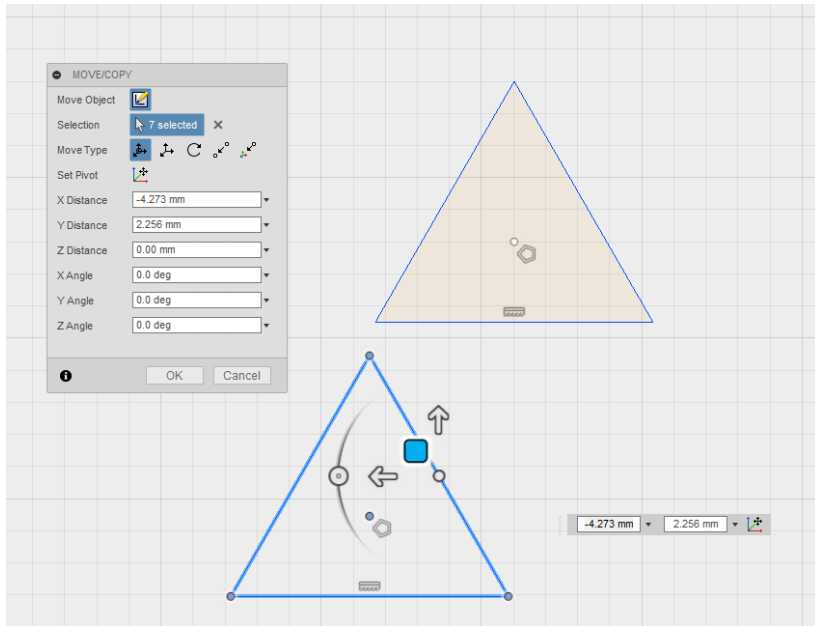 MOVE/COPY
Move Object
Selection 7 selected
Move Type
Set Pivot
X Distance -4.273 mm
Y Distance 2.256 mm
Z Distance 0.00 mm
X Angle 0.0 deg
Y Angle 0.0 deg
Z Angle 0.0 deg
OK Cancel
-4.273 mm 2.256 mm